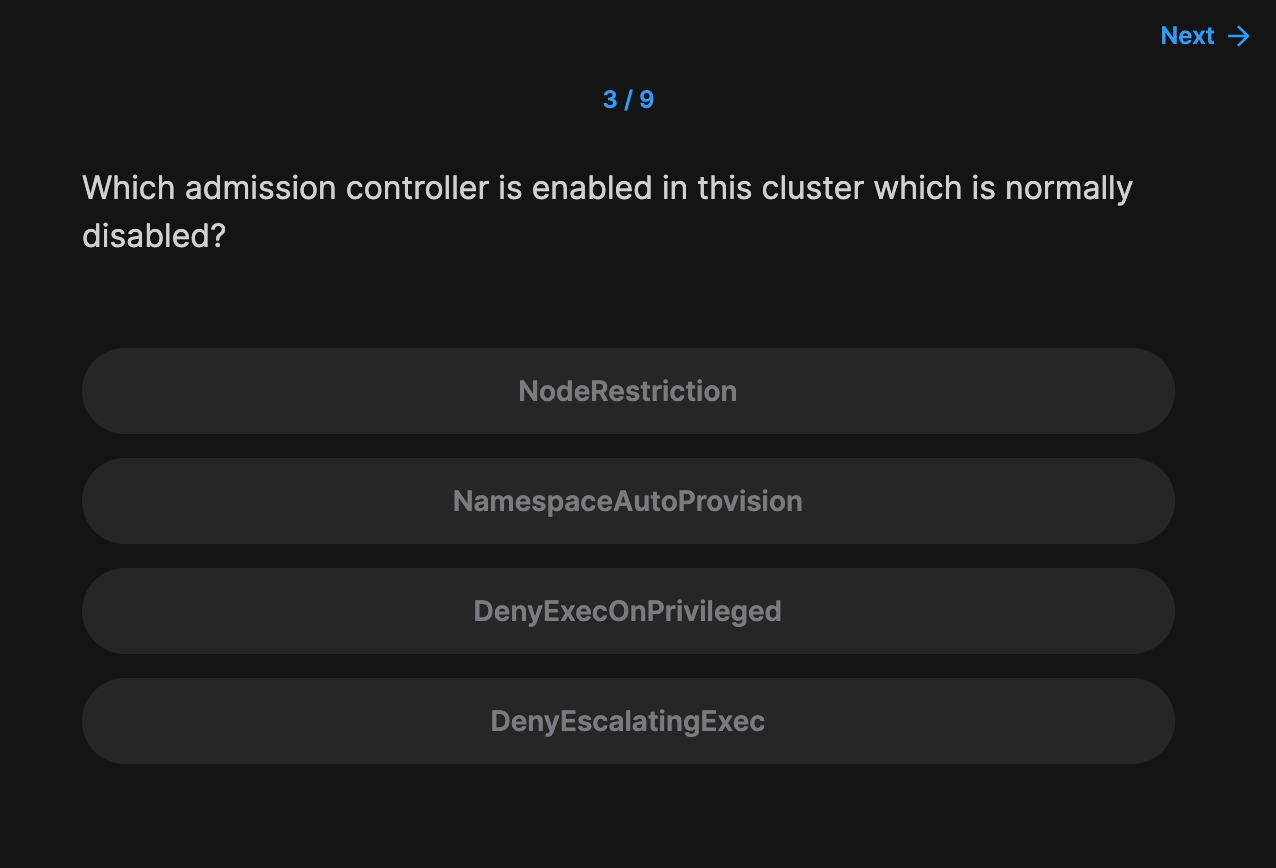 Next →
3 / 9
Which admission controller is enabled in this cluster which is normally
disabled?
NodeRestriction
NamespaceAutoProvision
DenyExecOnPrivileged
DenyEscalatingExec